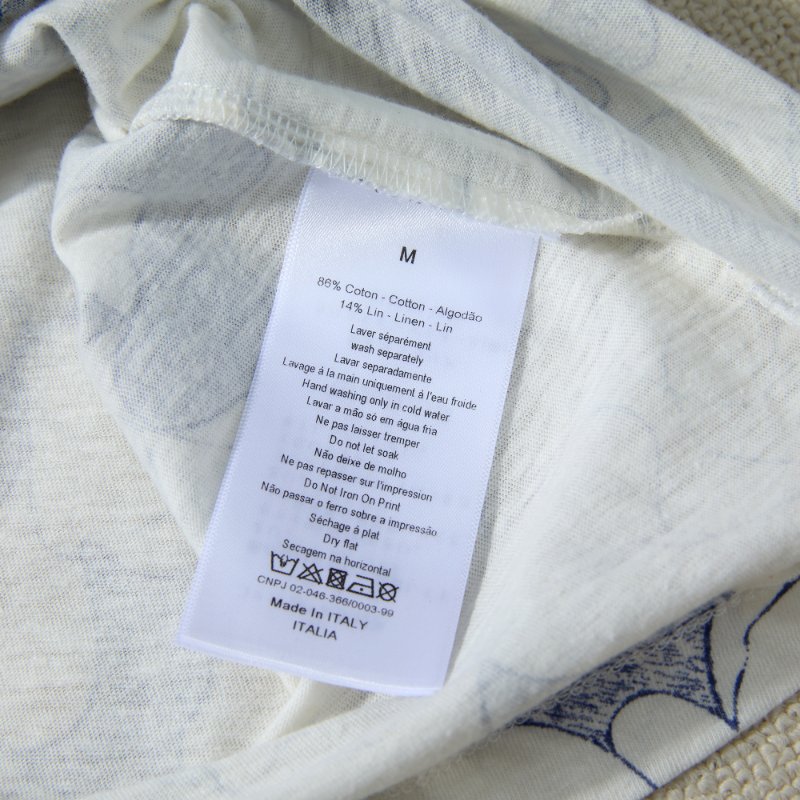 M
86% Coton - Cotton - Algodão
14% Lin - Linen - Lin
Laver séparément
wash separately
Lavar separadamente
Lavage á la main uniquement á l'eau fraide
Hand washing only in cold water
Lavar a mão só em água fria
Ne pas laisser tremper
Do not let soak
Não deixe de molho
Ne pas repasser sur l'impression
Do Not Iron On Print
Não passar o ferro sobre a impressão
Séchage á plat
Dry flat
Secagem na horizontal
CNPJ 02-046-366/0003-99
Made In ITALY
ITALIA